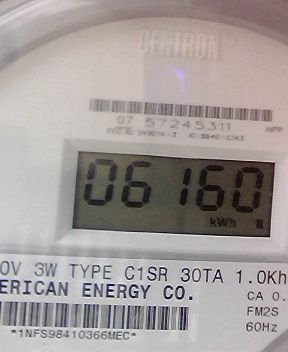 CENTRON
07 57245311
HPP
06160
kWh
0V 3W TYPE C1SR 30TA 1.0Kh
ERICAN ENERGY CO.
CA 0.
FM2S
60Hz
*1NFS98410366MEC*